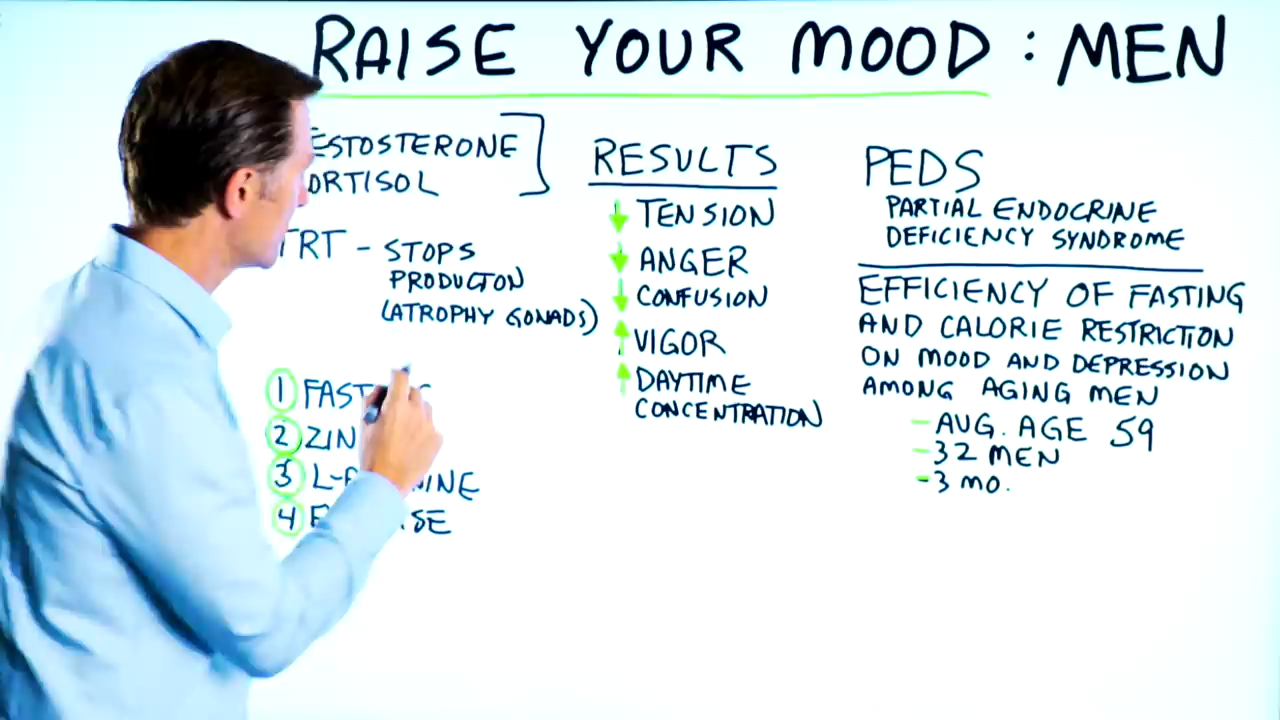 RAISE YOUR MOOD : MEN
ESTOSTERONE
ORTISOL
TRT - STOPS
PRODUCTON
(ATROPHY GONADS)
1 FAST
2 ZIN
3 L-
4
RESULTS
TENSION
ANGER
CONFUSION
VIGOR
DAYTIME
CONCENTRATION
PEDS
PARTIAL ENDOCRINE
DEFICIENCY SYNDROME
EFFICIENCY OF FASTING
AND CALORIE RESTRICTION
ON MOOD AND DEPRESSION
AMONG AGING MEN
- AVG. AGE 59
- 32 MEN
- 3 MO.